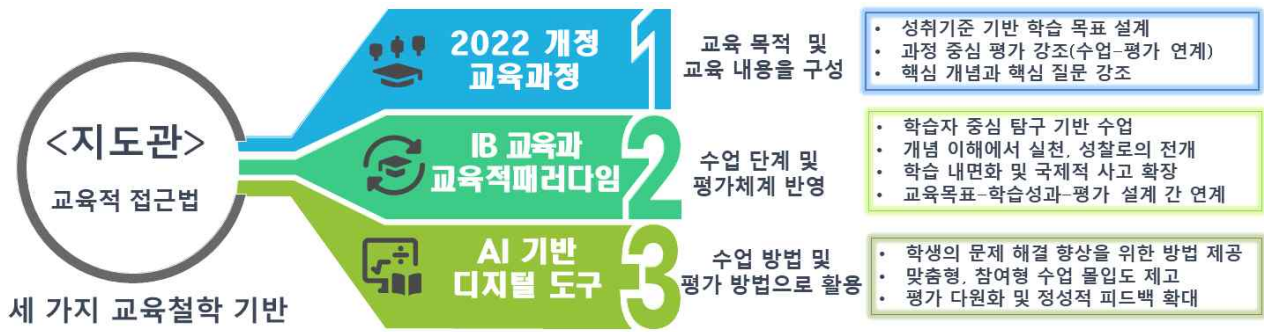 <지도관>
교육적 접근법
세 가지 교육철학 기반
2022 개정
교육과정
1
교육 목적 및
교육 내용을 구성
• 성취기준 기반 학습 목표 설계
• 과정 중심 평가 강조(수업-평가 연계)
• 핵심 개념과 핵심 질문 강조
IB 교육과
교육적패러다임
2
수업 단계 및
평가체계 반영
• 학습자 중심 탐구 기반 수업
• 개념 이해에서 실천, 성찰로의 전개
• 학습 내면화 및 국제적 사고 확장
• 교육목표-학습성과-평가 설계 간 연계
AI 기반
디지털 도구
3
수업 방법 및
평가 방법으로 활용
• 학생의 문제 해결 향상을 위한 방법 제공
• 맞춤형, 참여형 수업 몰입도 제고
• 평가 다원화 및 정성적 피드백 확대